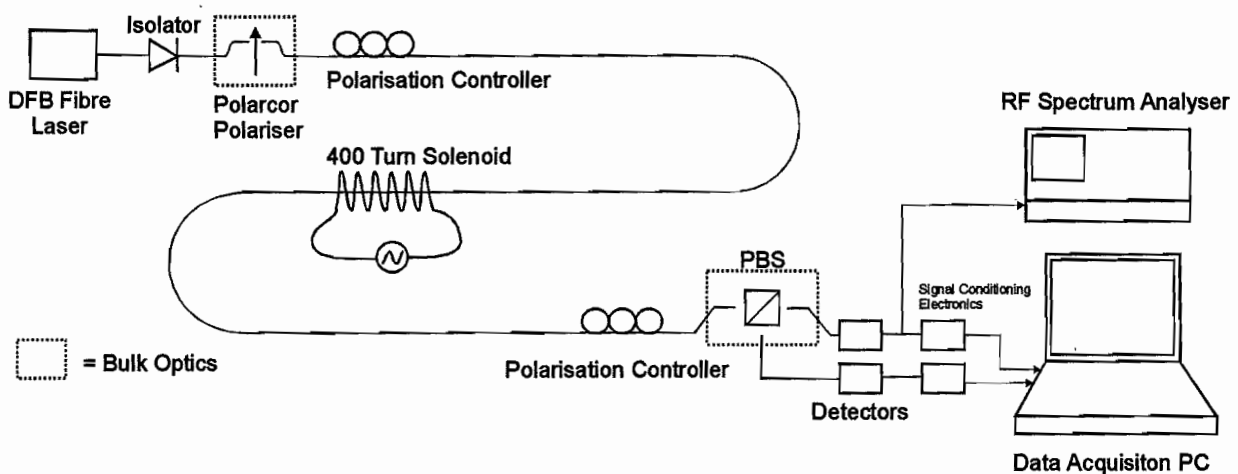 Isolator
DFB Fibre
Laser
Polarcor
Polariser
Polarisation Controller
RF Spectrum Analyser
400 Turn Solenoid
PBS
Signal Conditioning
Electronics
= Bulk Optics
Polarisation Controller
Detectors
Data Acquisiton PC